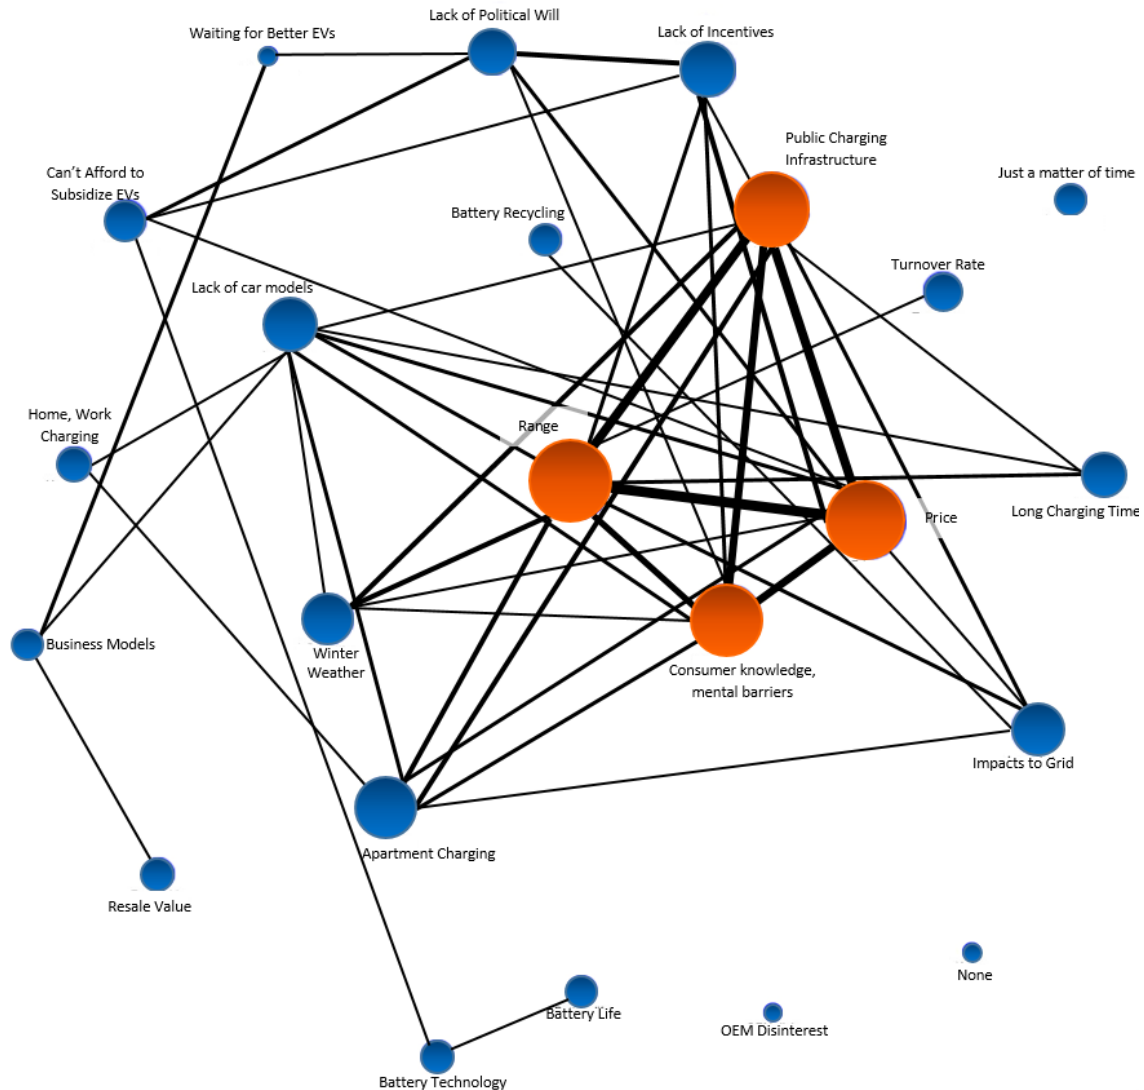 Lack of Political Will
Waiting for Better EVs
Lack of Incentives
Public Charging
Infrastructure
Can't Afford to
Subsidize EVs
Just a matter of time
Battery Recycling
Turnover Rate
Lack of car models
Home, Work
Charging
Range
Long Charging Time
Price
Business Models
Winter
Weather
Consumer knowledge,
mental barriers
Impacts to Grid
Apartment Charging
Resale Value
None
Battery Life
OEM Disinterest
Battery Technology